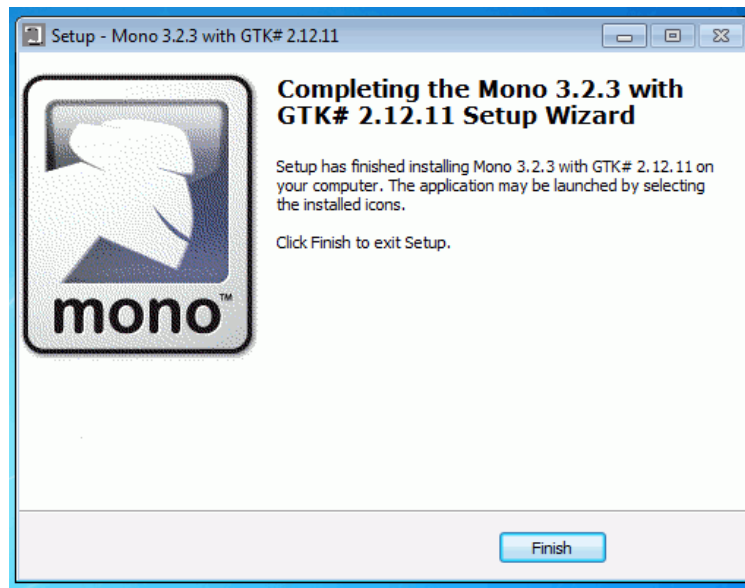 Setup - Mono 3.2.3 with GTK# 2.12.11
Completing the Mono 3.2.3 with
GTK# 2.12.11 Setup Wizard
Setup has finished installing Mono 3.2.3 with GTK# 2.12.11 on
your computer. The application may be launched by selecting
the installed icons.
Click Finish to exit Setup.
mono™
Finish